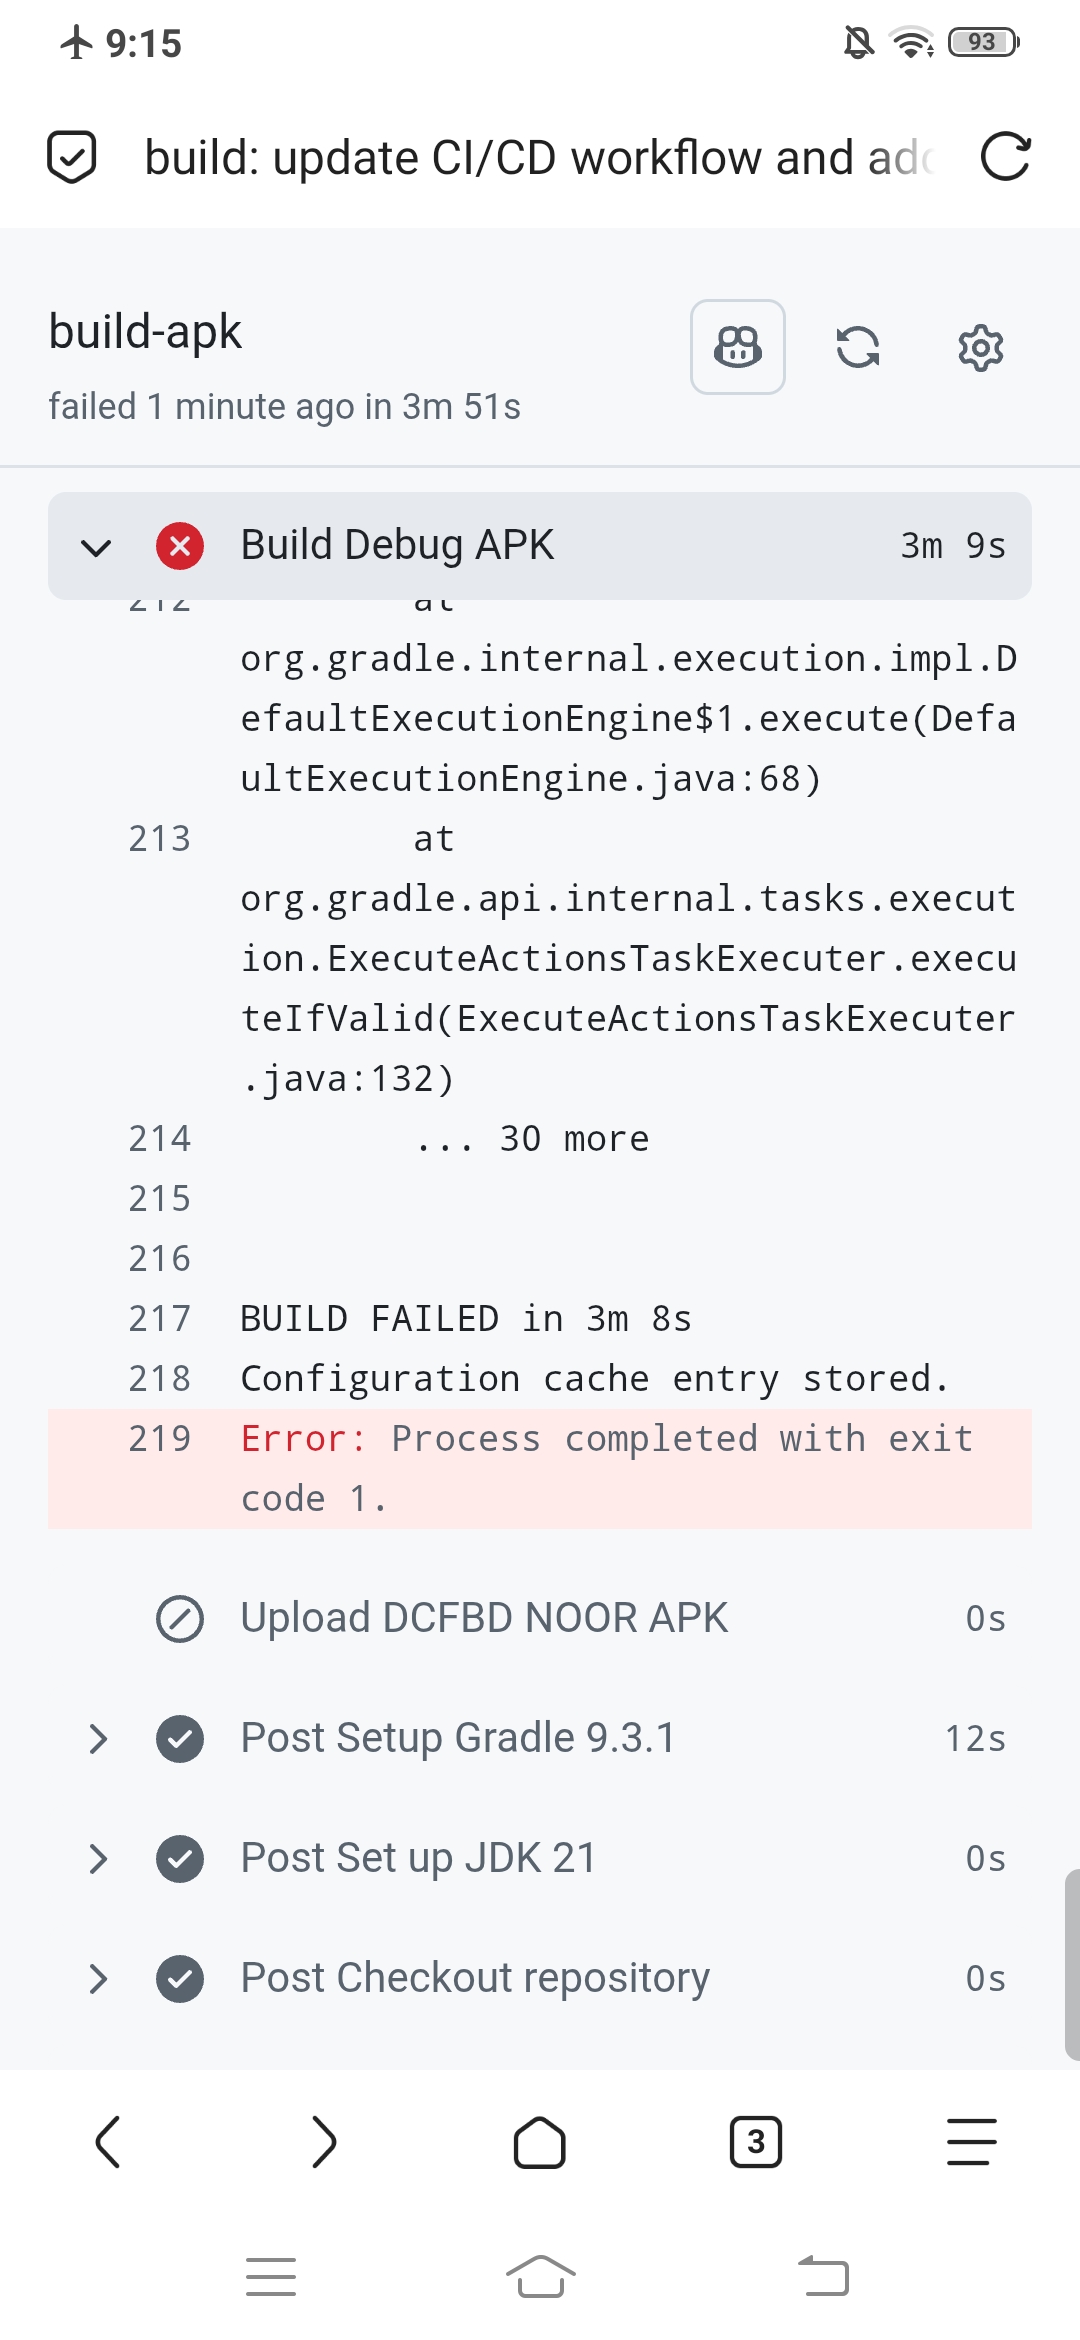 9:15
93
build: update CI/CD workflow and add
build-apk
failed 1 minute ago in 3m 51s
Build Debug APK 3m 9s
212 at
org.gradle.internal.execution.impl.D
efaultExecutionEngine$1.execute(Defa
ultExecutionEngine.java:68)
213 at
org.gradle.api.internal.tasks.execut
ion.ExecuteActionsTaskExecuter.execu
teIfValid(ExecuteActionsTaskExecuter
.java:132)
214 ... 30 more
215
216
217 BUILD FAILED in 3m 8s
218 Configuration cache entry stored.
219 Error: Process completed with exit
code 1.
Upload DCFBD NOOR APK 0s
Post Setup Gradle 9.3.1 12s
Post Set up JDK 21 0s
Post Checkout repository 0s
3